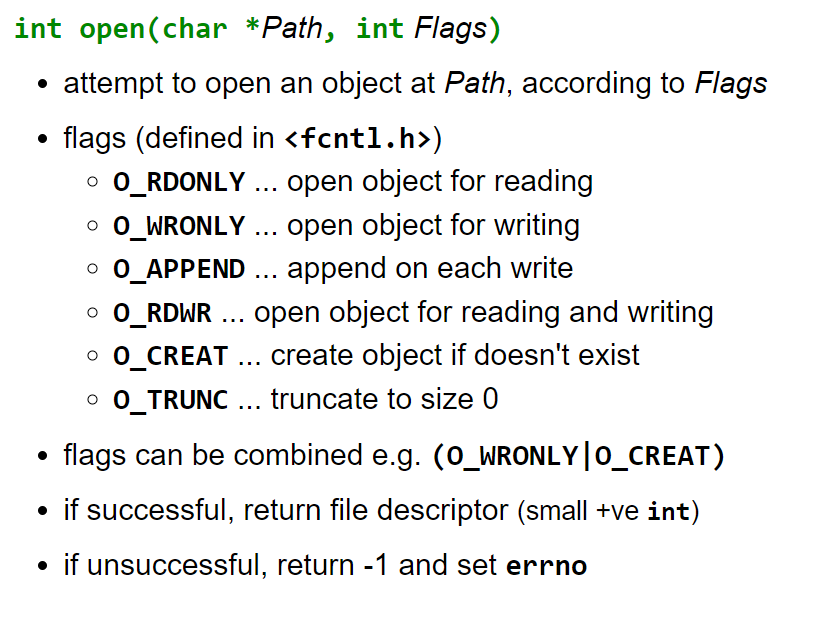 int open(char *Path, int Flags)
• attempt to open an object at Path, according to Flags
• flags (defined in <fcntl.h>)
◦ O_RDONLY ... open object for reading
◦ O_WRONLY ... open object for writing
◦ O_APPEND ... append on each write
◦ O_RDWR ... open object for reading and writing
◦ O_CREAT ... create object if doesn't exist
◦ O_TRUNC ... truncate to size 0
• flags can be combined e.g. (O_WRONLY|O_CREAT)
• if successful, return file descriptor (small +ve int)
• if unsuccessful, return -1 and set errno